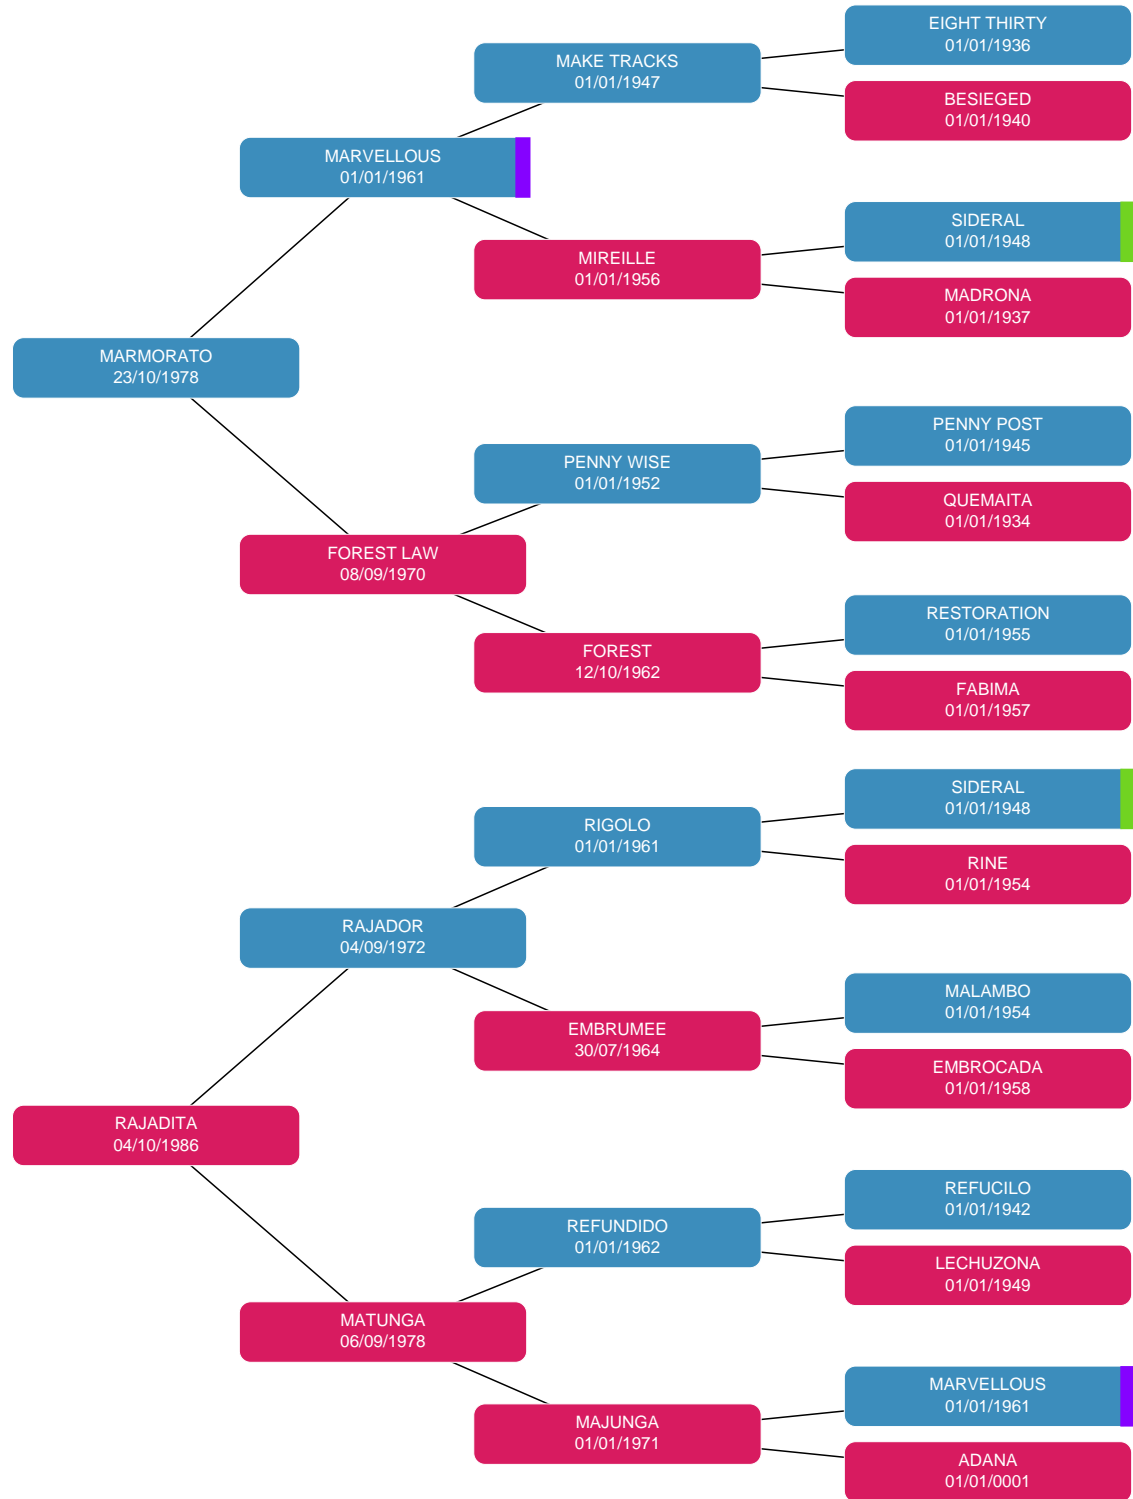 EIGHT THIRTY
01/01/1936
MAKE TRACKS
01/01/1947
BESIEGED
01/01/1940
MARVELLOUS
01/01/1961
SIDERAL
01/01/1948
MIREILLE
01/01/1956
MADRONA
01/01/1937
MARMORATO
23/10/1978
PENNY POST
01/01/1945
PENNY WISE
01/01/1952
QUEMAITA
01/01/1934
FOREST LAW
08/09/1970
RESTORATION
01/01/1955
FOREST
12/10/1962
FABIMA
01/01/1957
SIDERAL
01/01/1948
RIGOLO
01/01/1961
RINE
01/01/1954
RAJADOR
04/09/1972
MALAMBO
01/01/1954
EMBRUMEE
30/07/1964
EMBROCADA
01/01/1958
RAJADITA
04/10/1986
REFUCILO
01/01/1942
REFUNDIDO
01/01/1962
LECHUZONA
01/01/1949
MATUNGA
06/09/1978
MARVELLOUS
01/01/1961
MAJUNGA
01/01/1971
ADANA
01/01/0001